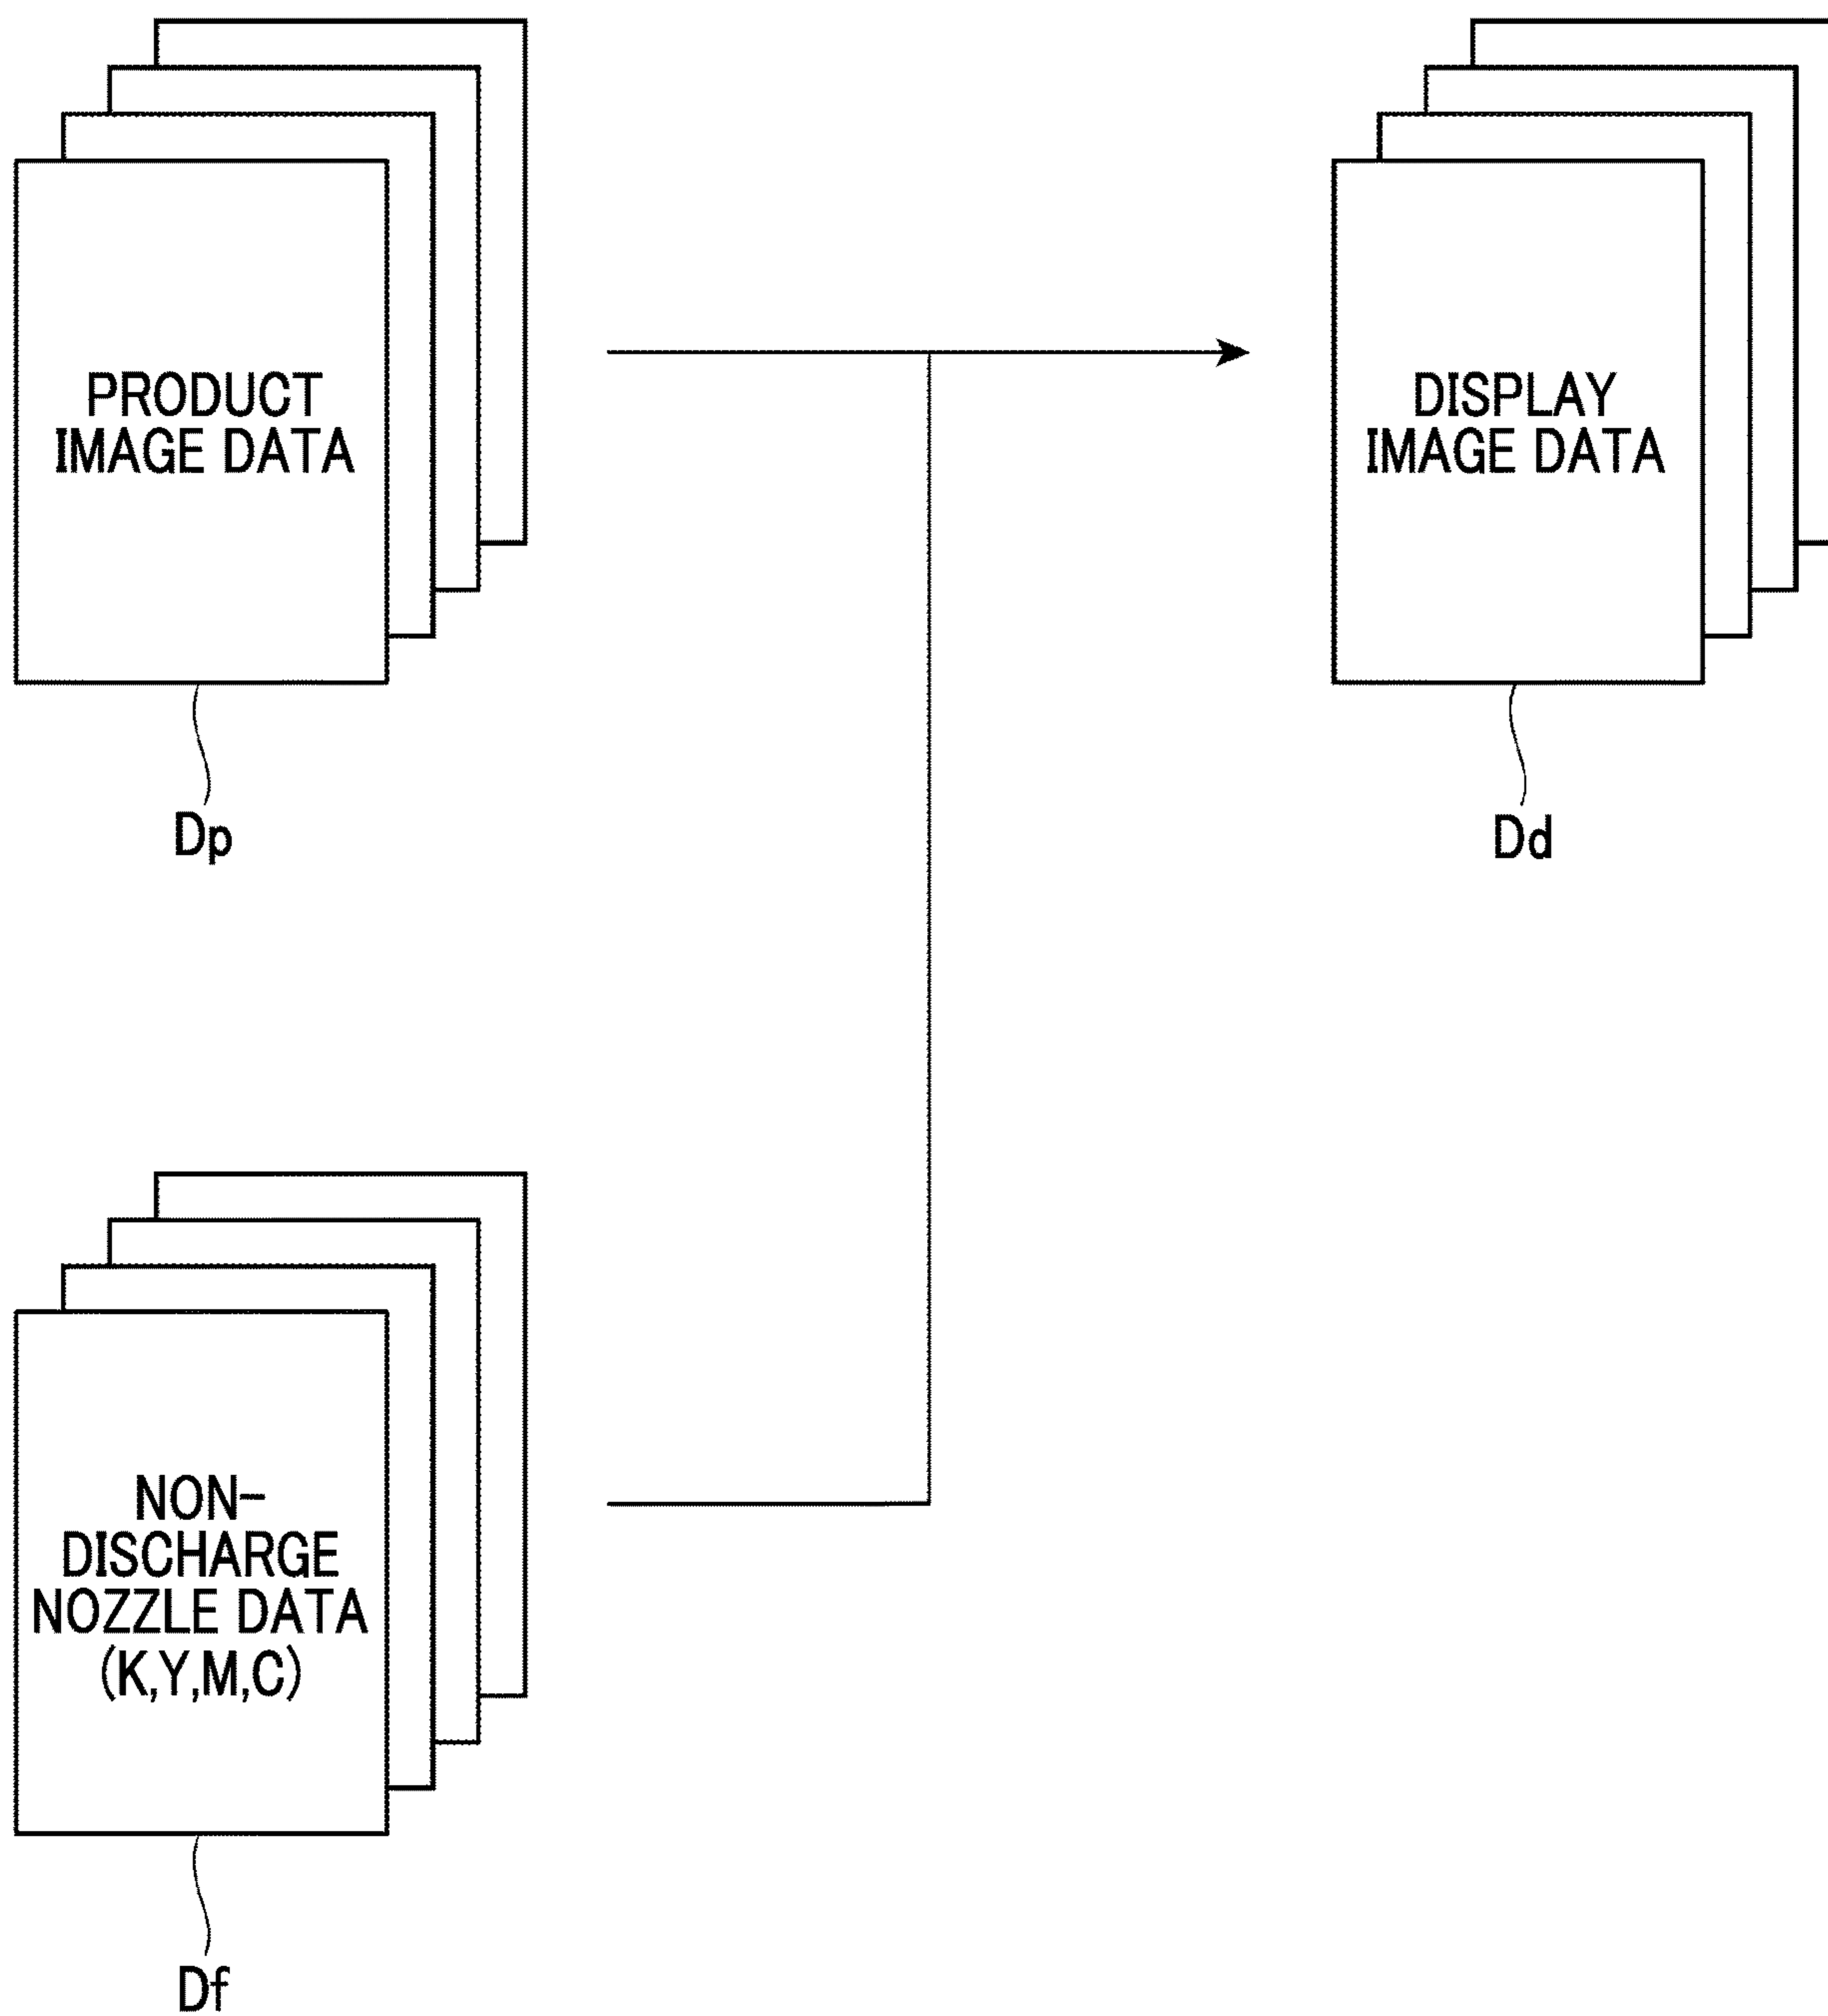 PRODUCT
IMAGE DATA
Dp
DISPLAY
IMAGE DATA
Dd
NON-
DISCHARGE
NOZZLE DATA
(K,Y,M,C)
Df